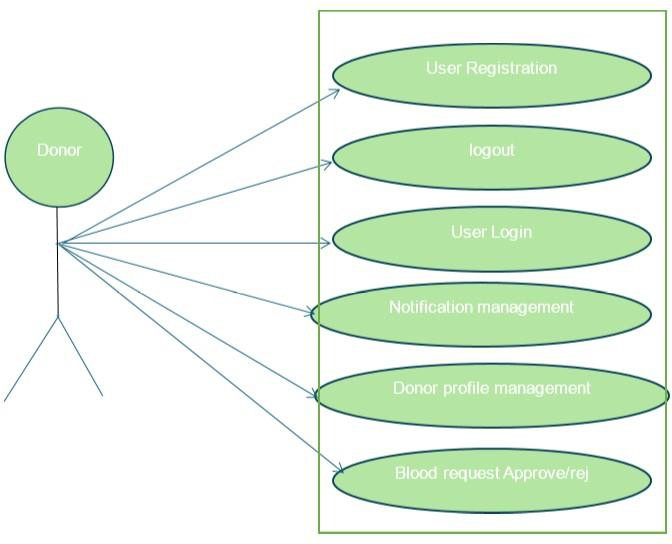 User Registration
Donor
logout
User Login
Notification management
Donor profile management
Blood request Approve/rej